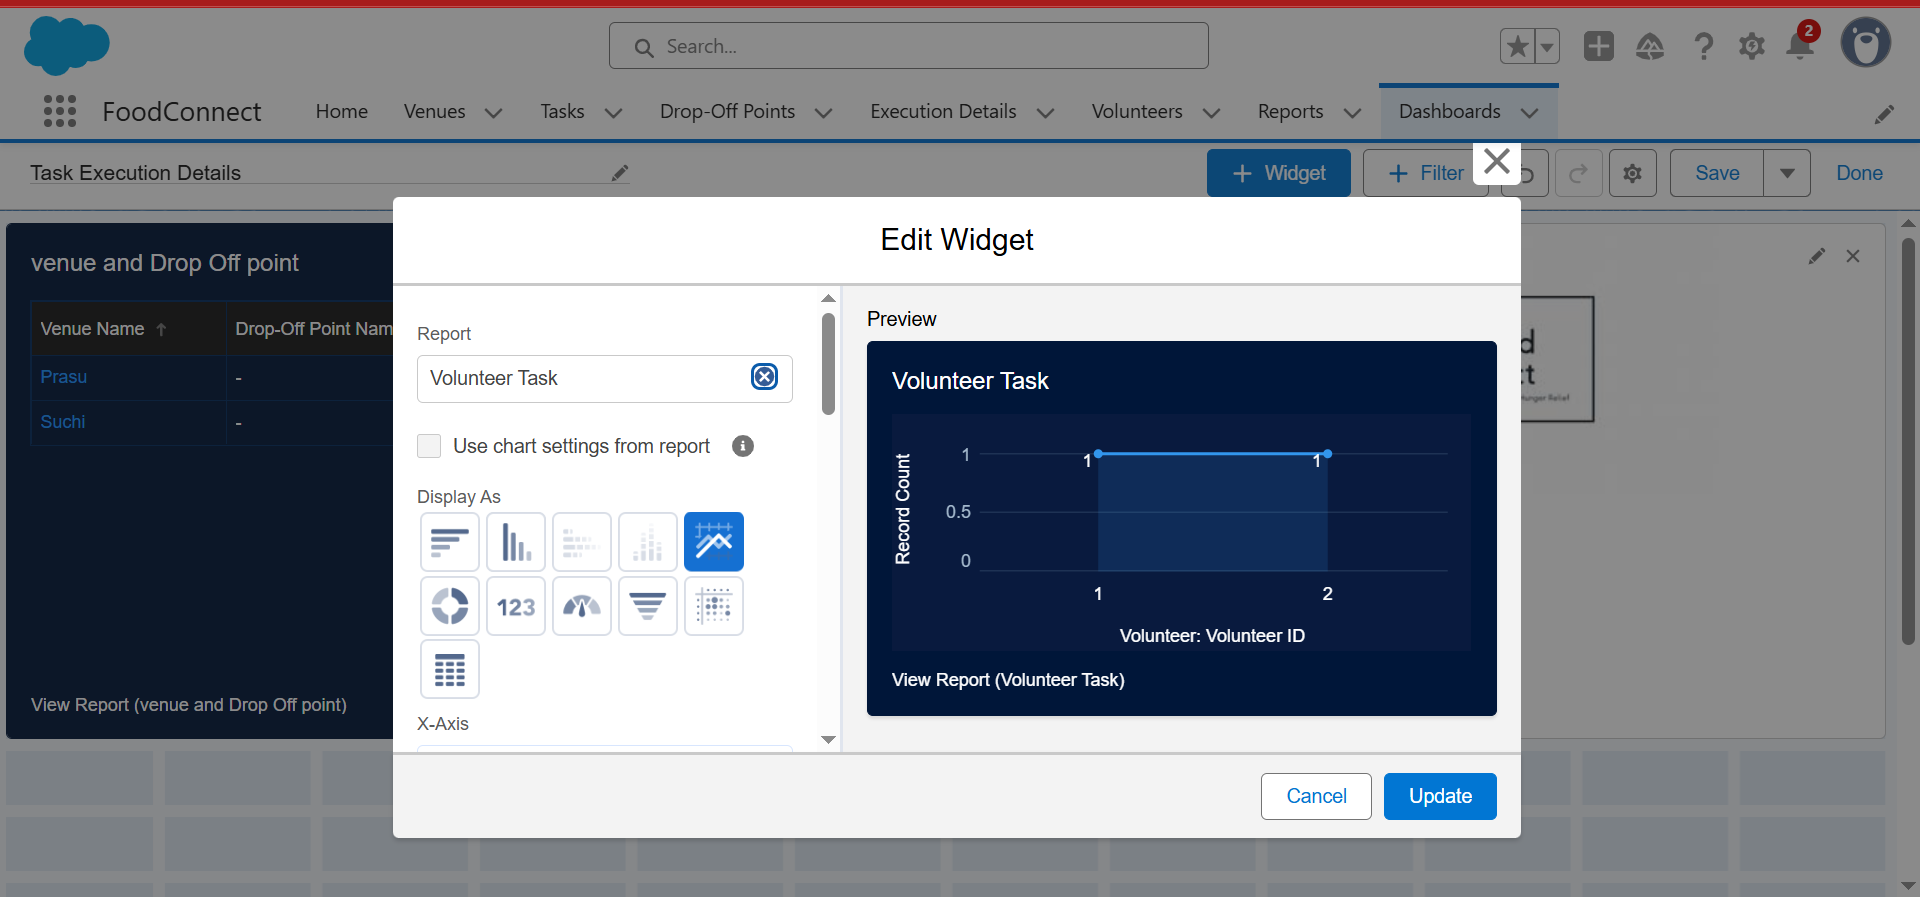 Search...
2
FoodConnect
Home
Venues
Tasks
Drop-Off Points
Execution Details
Volunteers
Reports
Dashboards
Task Execution Details
Widget
Filter
Save
Done
venue and Drop Off point
Venue Name
Drop-Off Point Nam
Prasu
-
Suchi
-
View Report (venue and Drop Off point)
Edit Widget
Report
Volunteer Task
Use chart settings from report
Display As
123
X-Axis
Preview
Volunteer Task
Record Count
1
0.5
0
1
1
1
2
Volunteer: Volunteer ID
View Report (Volunteer Task)
Cancel
Update
d
ct
Hunger Relief